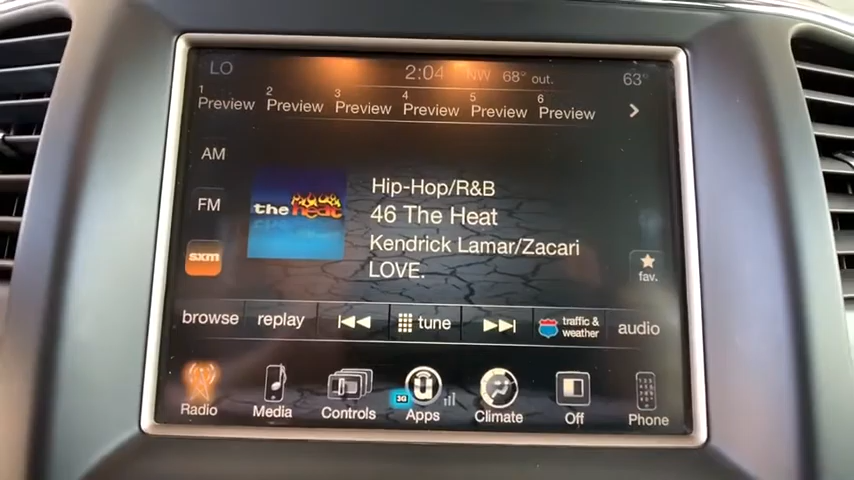 LO 2:04 NW 68° out. 63°
1 Preview 2 Preview 3 Preview 4 Preview 5 Preview 6 Preview
AM
FM
sxm
the heat
Hip-Hop/R&B
46 The Heat
Kendrick Lamar/Zacari
LOVE.
fav.
browse replay tune traffic & weather audio
Radio Media Controls 3G Apps Climate Off Phone